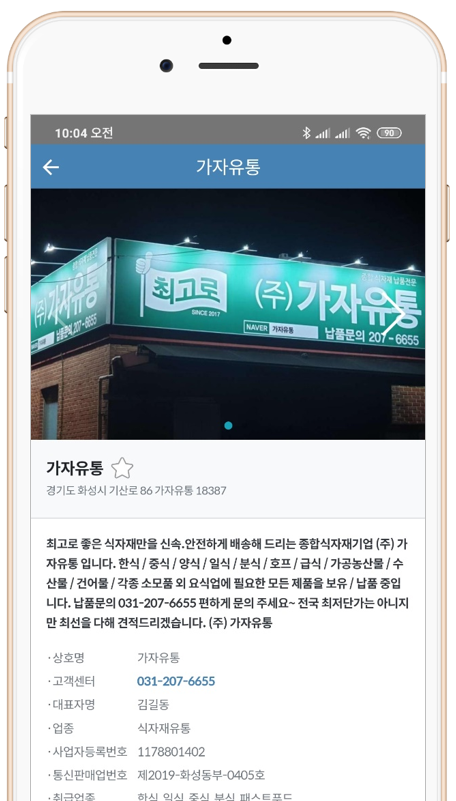 10:04 오전
90
가자유통
(주)가자유통
납품문의 207-6655
최고로
SINCE 2017
종합식자재 납품전문
(주)가자유통
NAVER 가자유통
납품문의 207-6655
가자유통
경기도 화성시 기산로 86 가자유통 18387
최고로 좋은 식자재만을 신속.안전하게 배송해 드리는 종합식자재기업 (주) 가
자유통 입니다. 한식 / 중식 / 양식 / 일식 / 분식 / 호프 / 급식 / 가공농산물 / 수
산물 / 건어물 / 각종 소모품 외 요식업에 필요한 모든 제품을 보유 / 납품 중입
니다. 납품문의 031-207-6655 편하게 문의 주세요~ 전국 최저단가는 아니지
만 최선을 다해 견적드리겠습니다. (주) 가자유통
·상호명 가자유통
·고객센터 031-207-6655
·대표자명 김길동
·업종 식자재유통
·사업자등록번호 1178801402
·통신판매업번호 제2019-화성동부-0405호
·취급업종 한식, 일식, 중식, 분식, 패스트푸드